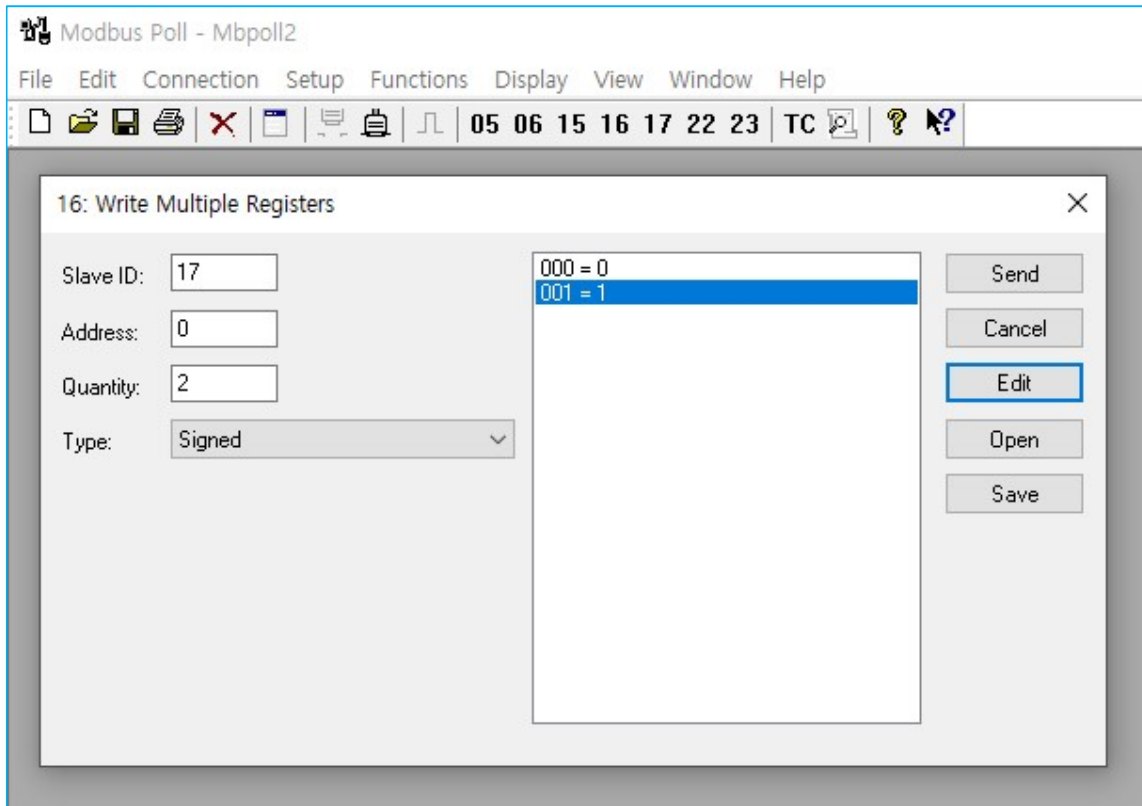 Modbus Poll - Mbpoll2
File Edit Connection Setup Functions Display View Window Help
05 06 15 16 17 22 23 TC
16: Write Multiple Registers
Slave ID: 17
Address: 0
Quantity: 2
Type: Signed
000 = 0
001 = 1
Send
Cancel
Edit
Open
Save